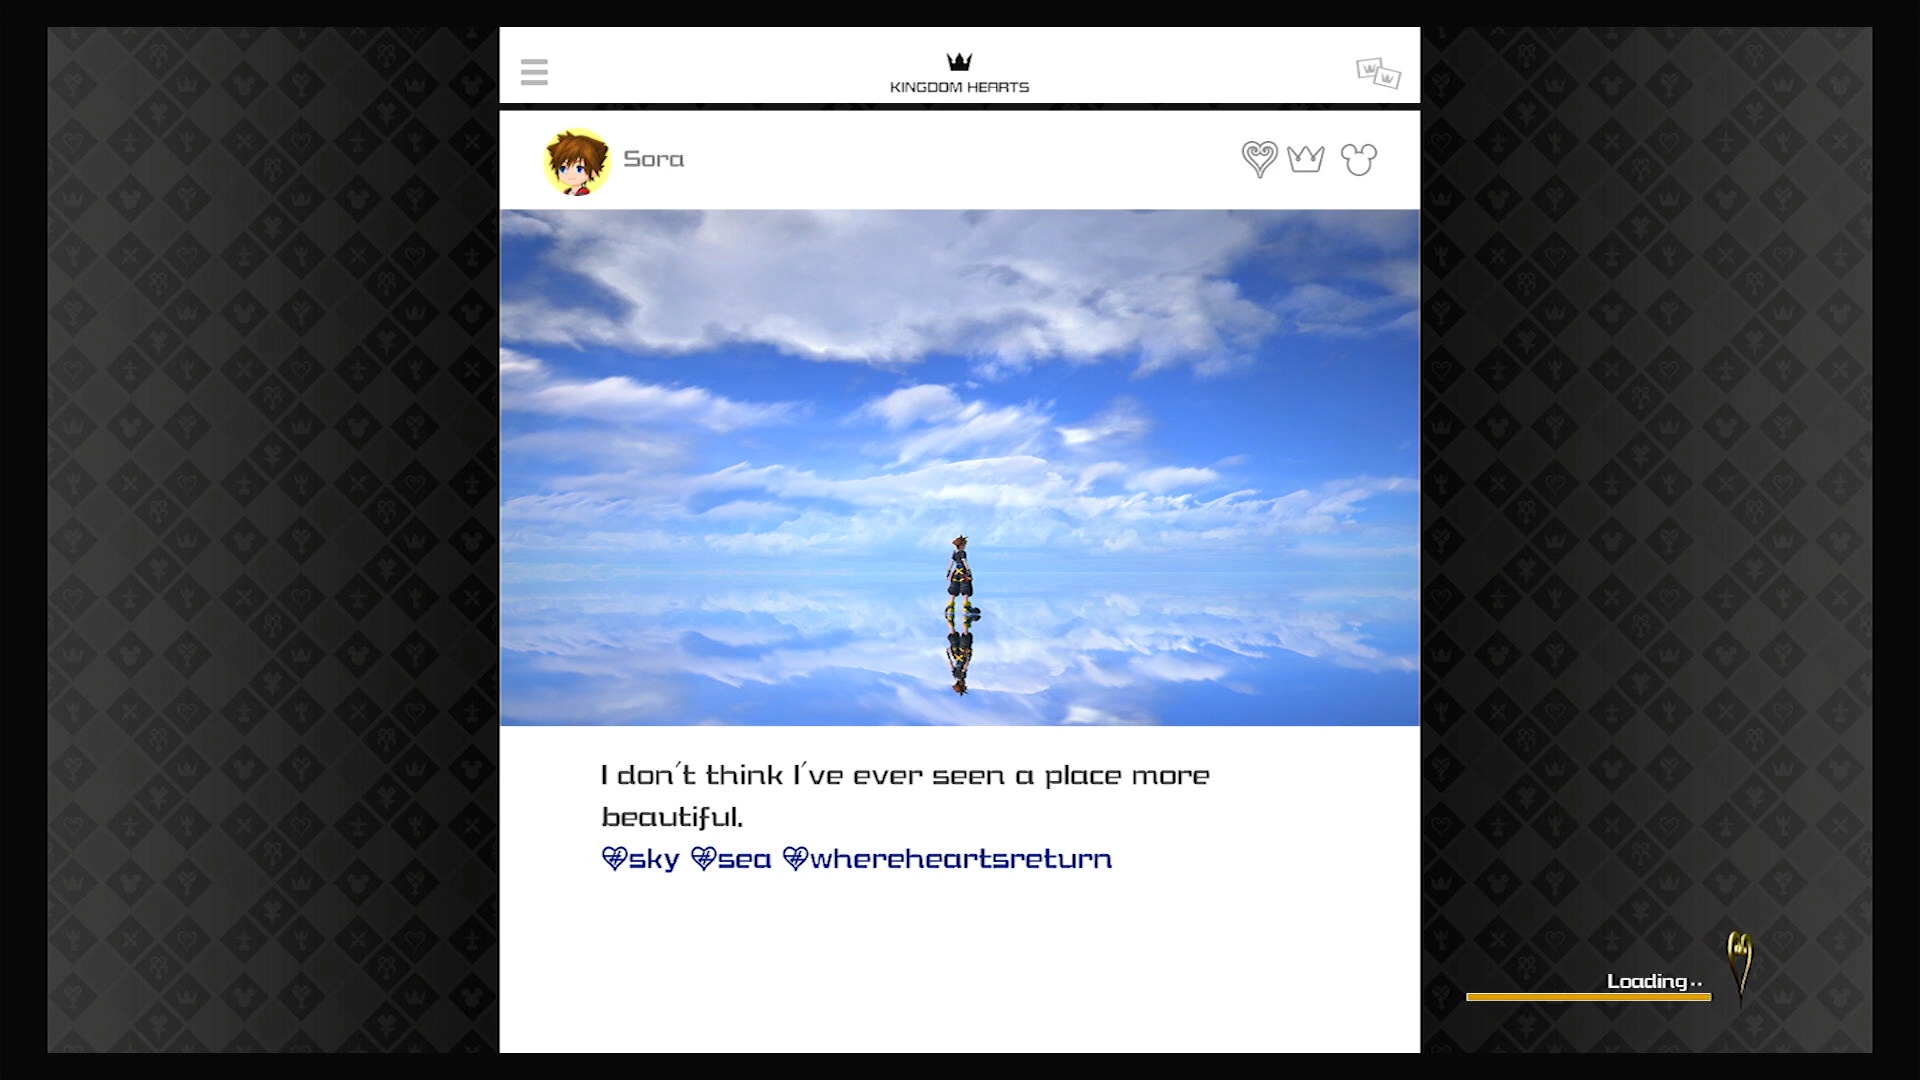 KINGDOM HEARTS
Sora
I don't think I've ever seen a place more
beautiful.
#sky #sea #whereheartsreturn
Loading..